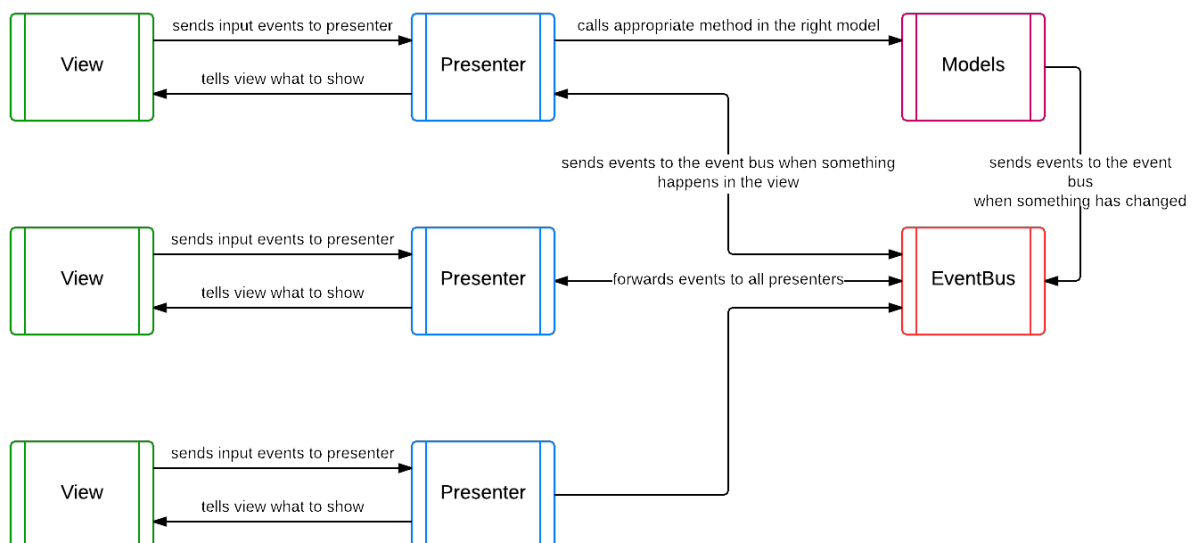 sends input events to presenter
calls appropriate method in the right model
View
Presenter
Models
tells view what to show
sends events to the event bus when something
happens in the view
sends events to the event
bus
when something has changed
sends input events to presenter
View
Presenter
forwards events to all presenters
EventBus
tells view what to show
sends input events to presenter
View
Presenter
tells view what to show